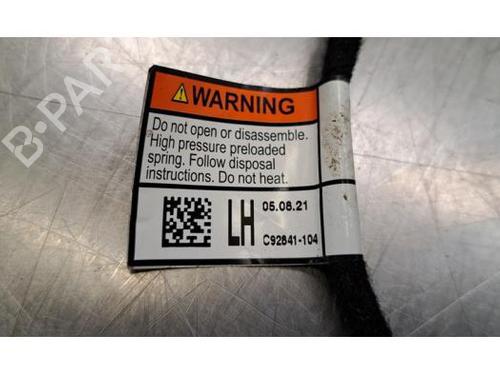 B-PAR
WARNING
Do not open or disassemble.
High pressure preloaded
spring. Follow disposal
instructions. Do not heat.
LH
05.08.21
C92841-104